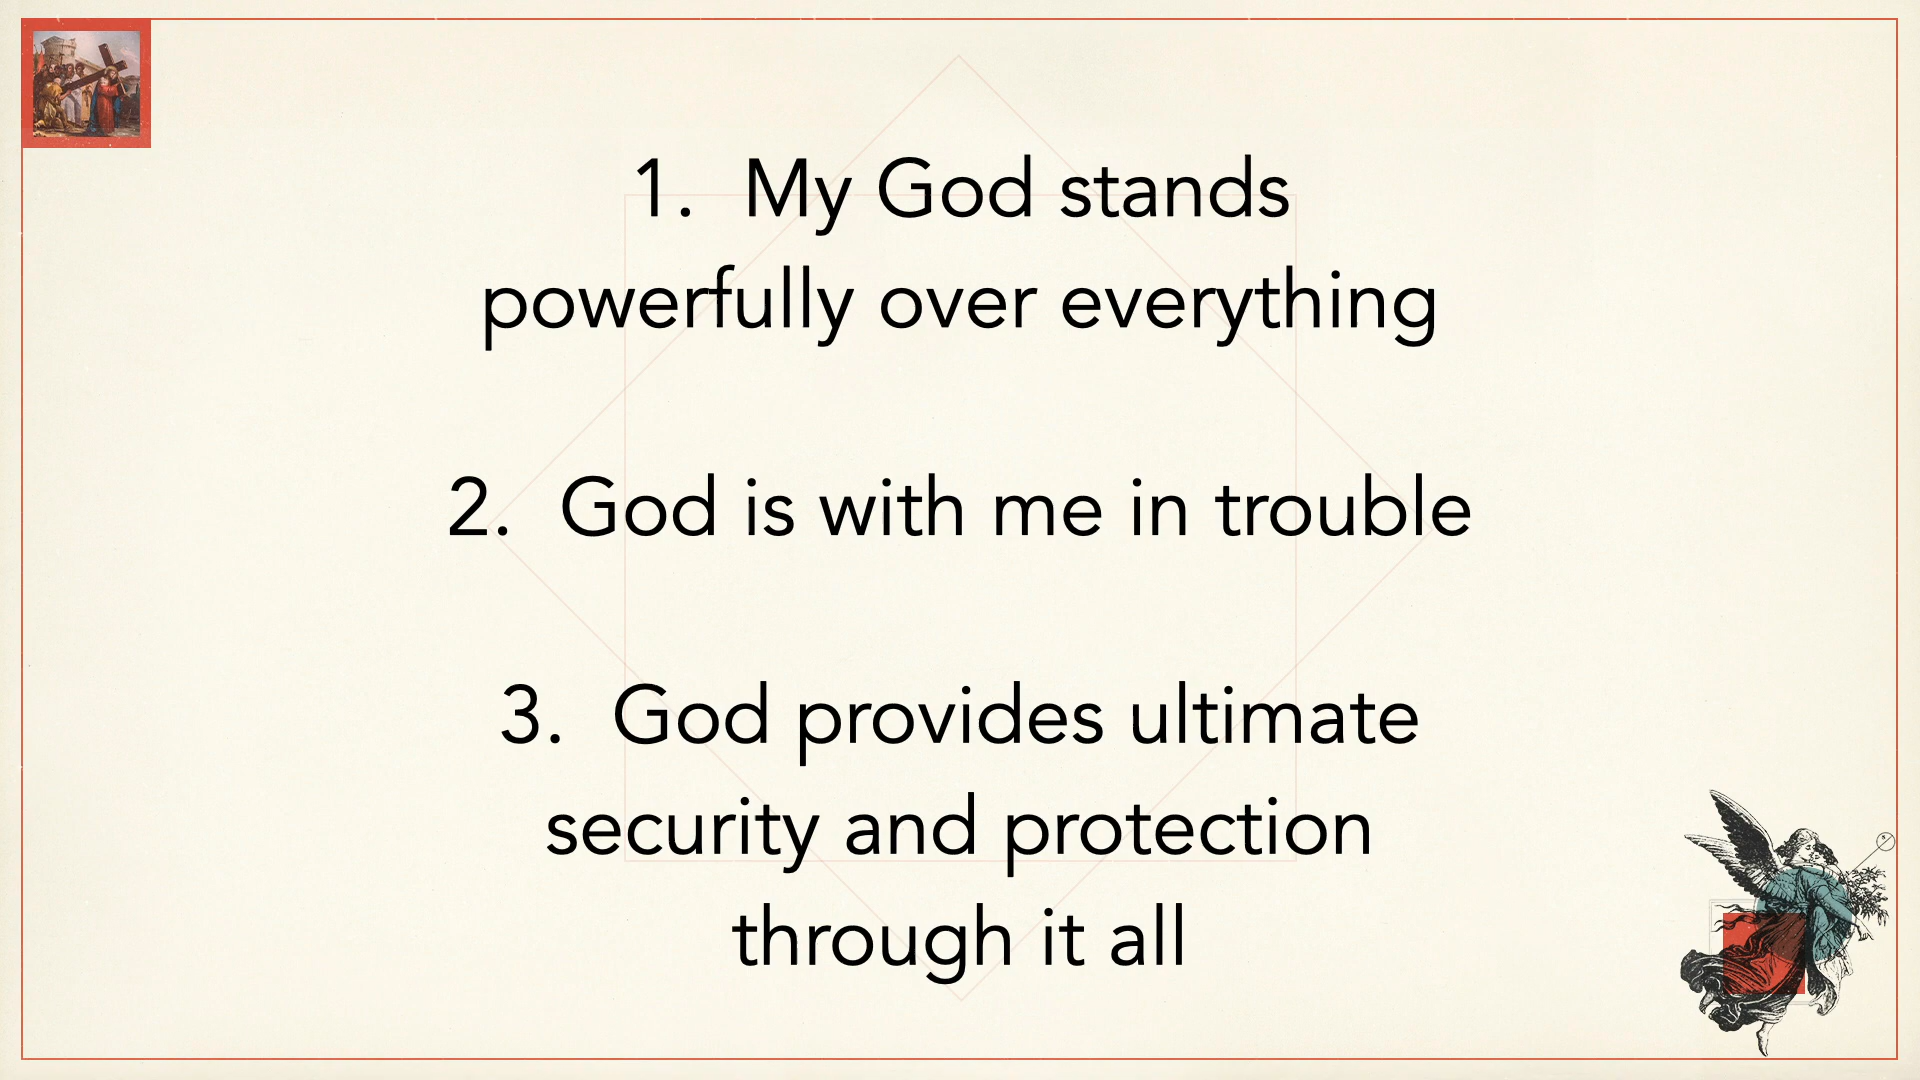 1. My God stands
powerfully over everything
2. God is with me in trouble
3. God provides ultimate
security and protection
through it all